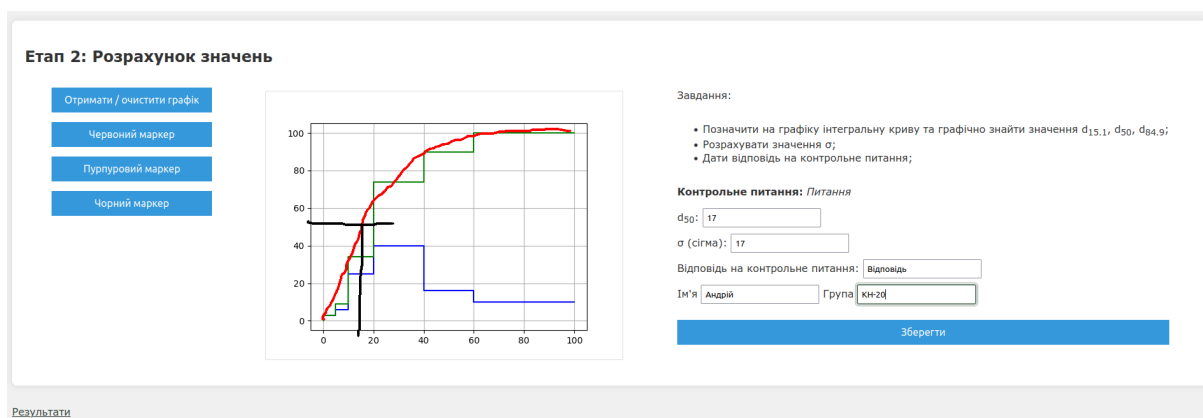 Етап 2: Розрахунок значень
Отримати / очистити графік
Червоний маркер
Пурпуровий маркер
Чорний маркер
100
80
60
40
20
0
0 20 40 60 80 100
Завдання:
• Позначити на графіку інтегральну криву та графічно знайти значення d15.1, d50, d84.9;
• Розрахувати значення σ;
• Дати відповідь на контрольне питання;
Контрольне питання: Питання
d50: 17
σ (сігма): 17
Відповідь на контрольне питання: Відповідь
Ім'я Андрій Група КН-20
Зберегти
Результати